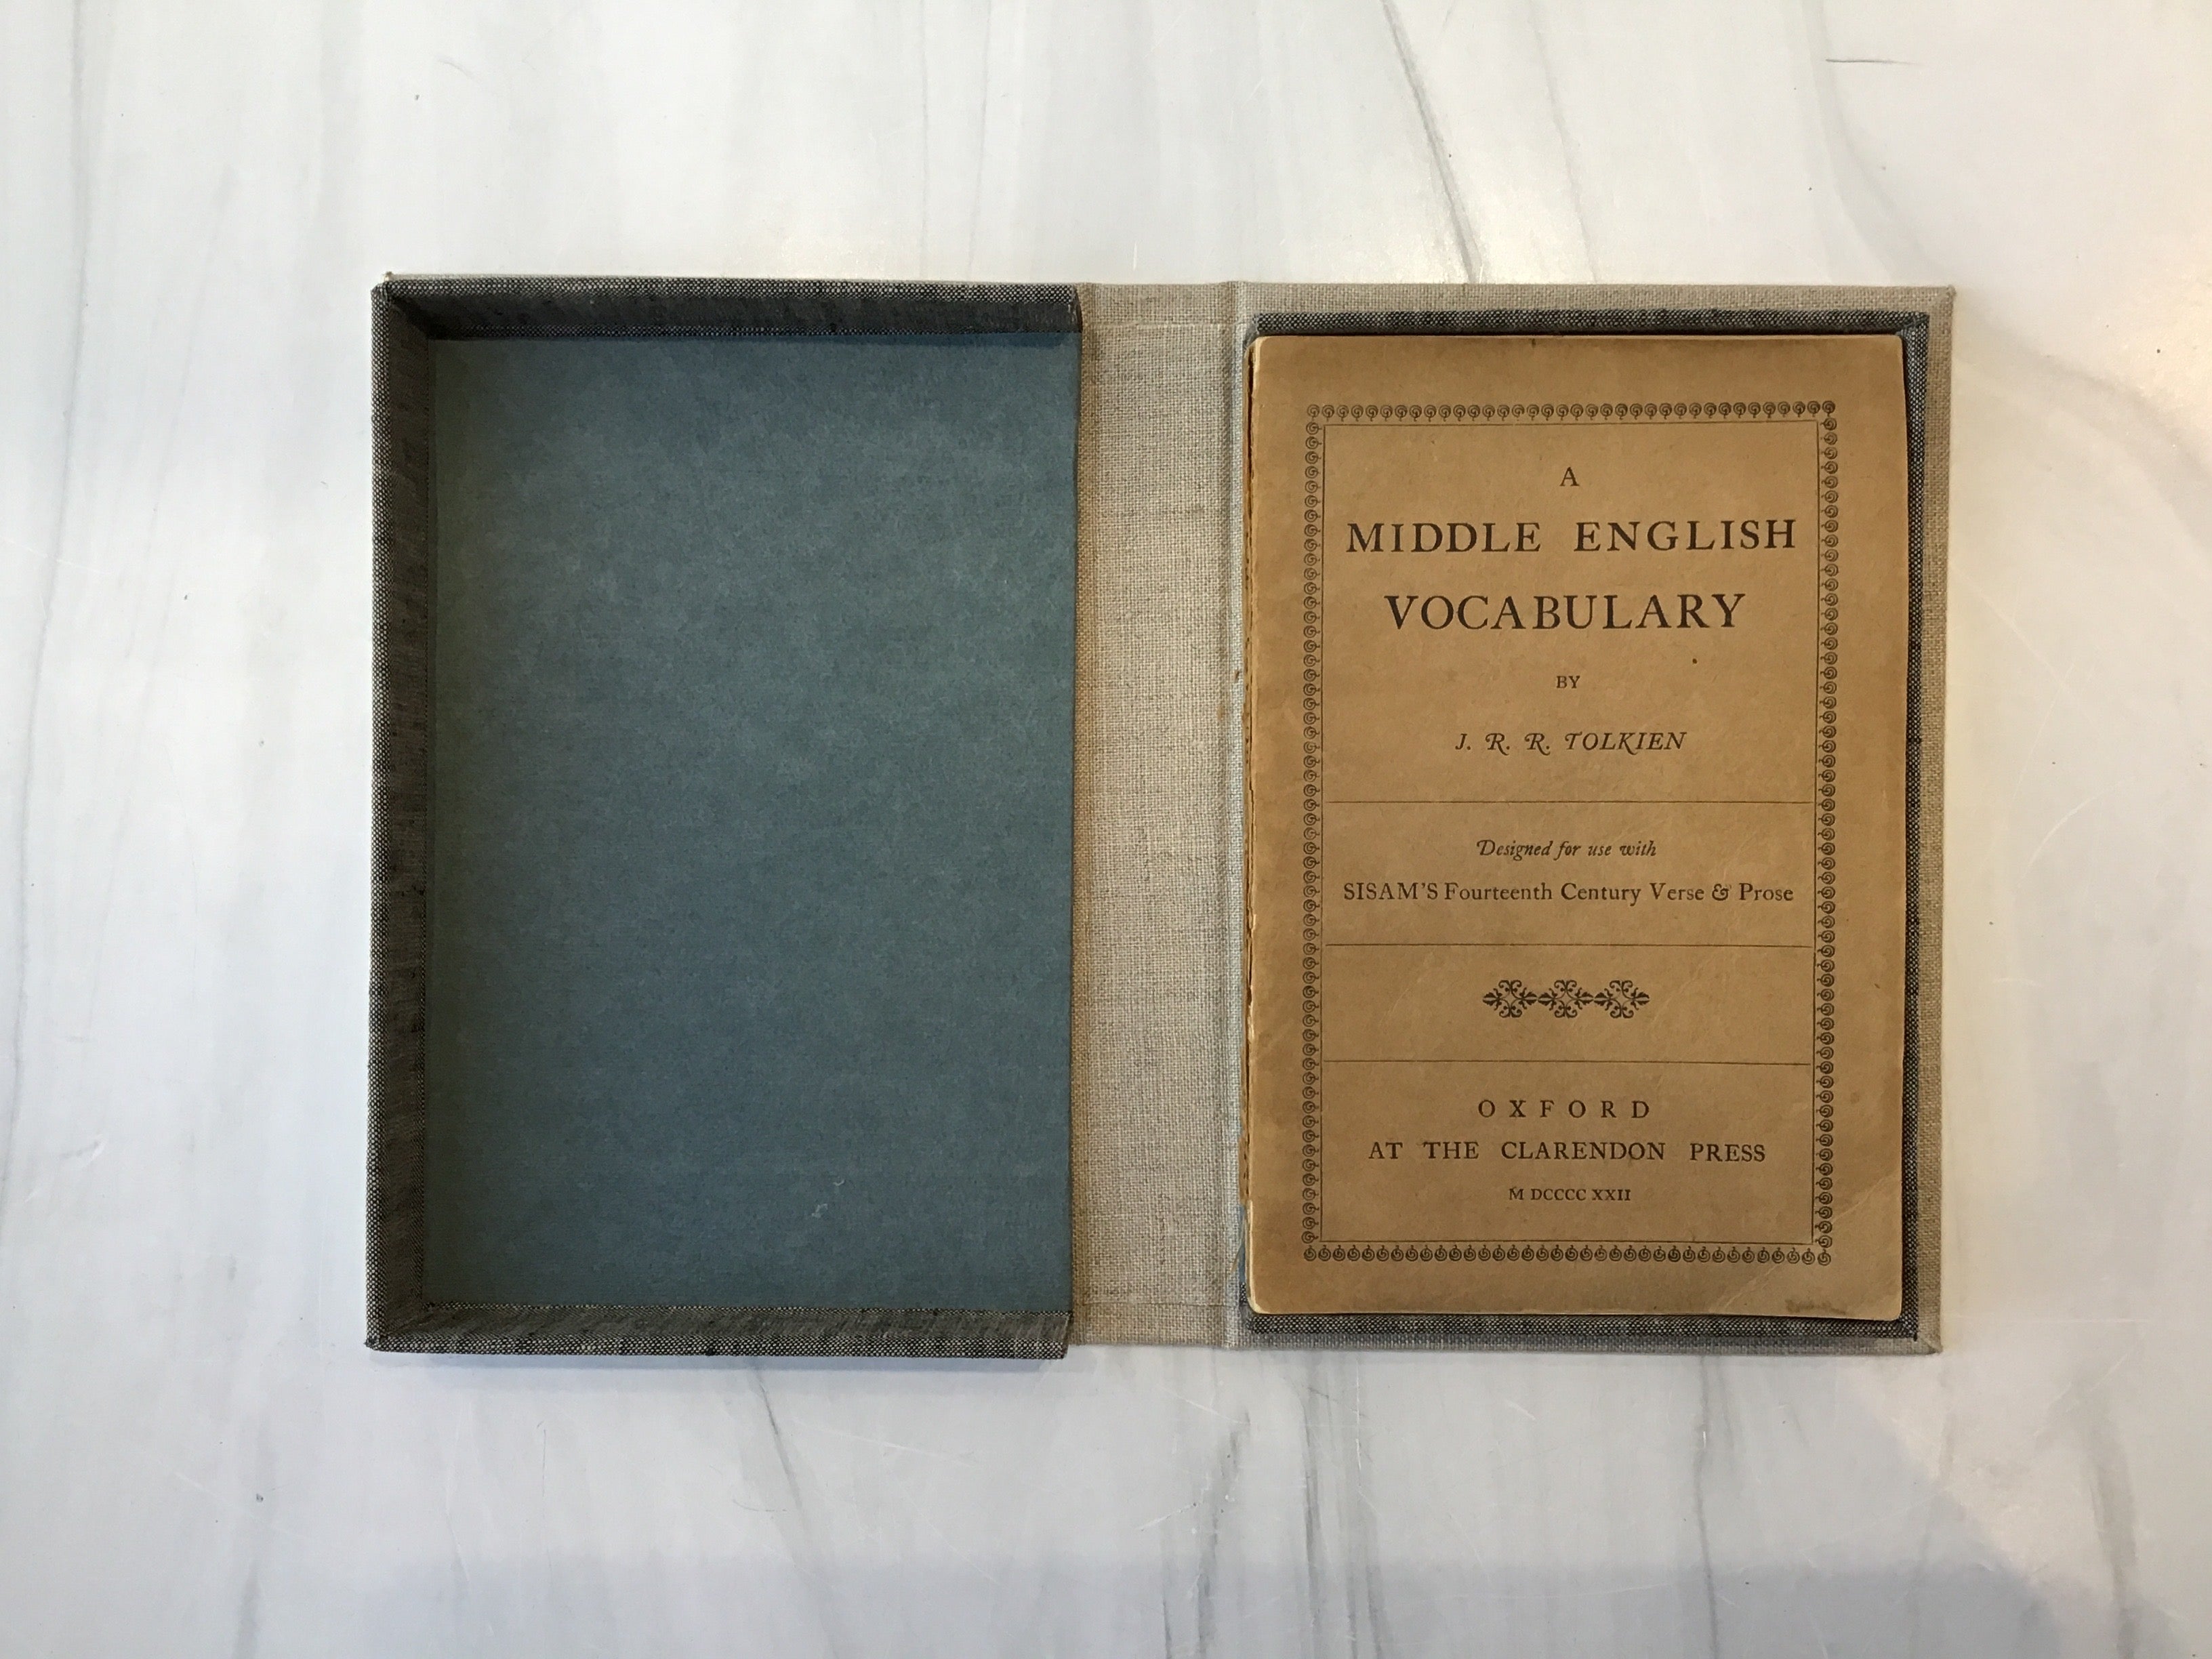 A
MIDDLE ENGLISH
VOCABULARY
BY
J. R. R. TOLKIEN
Designed for use with
SISAM'S Fourteenth Century Verse & Prose
OXFORD
AT THE CLARENDON PRESS
M DCCCC XXII